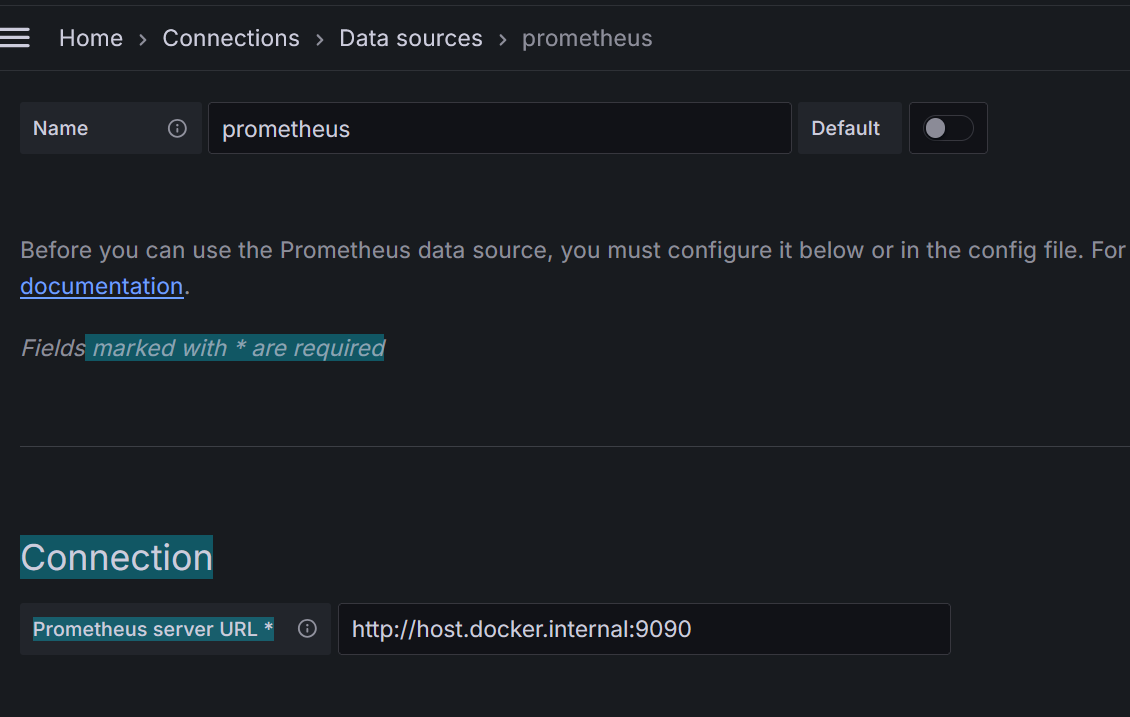 Home > Connections > Data sources > prometheus
Name prometheus Default
Before you can use the Prometheus data source, you must configure it below or in the config file. For
documentation.
Fields marked with * are required
Connection
Prometheus server URL * http://host.docker.internal:9090